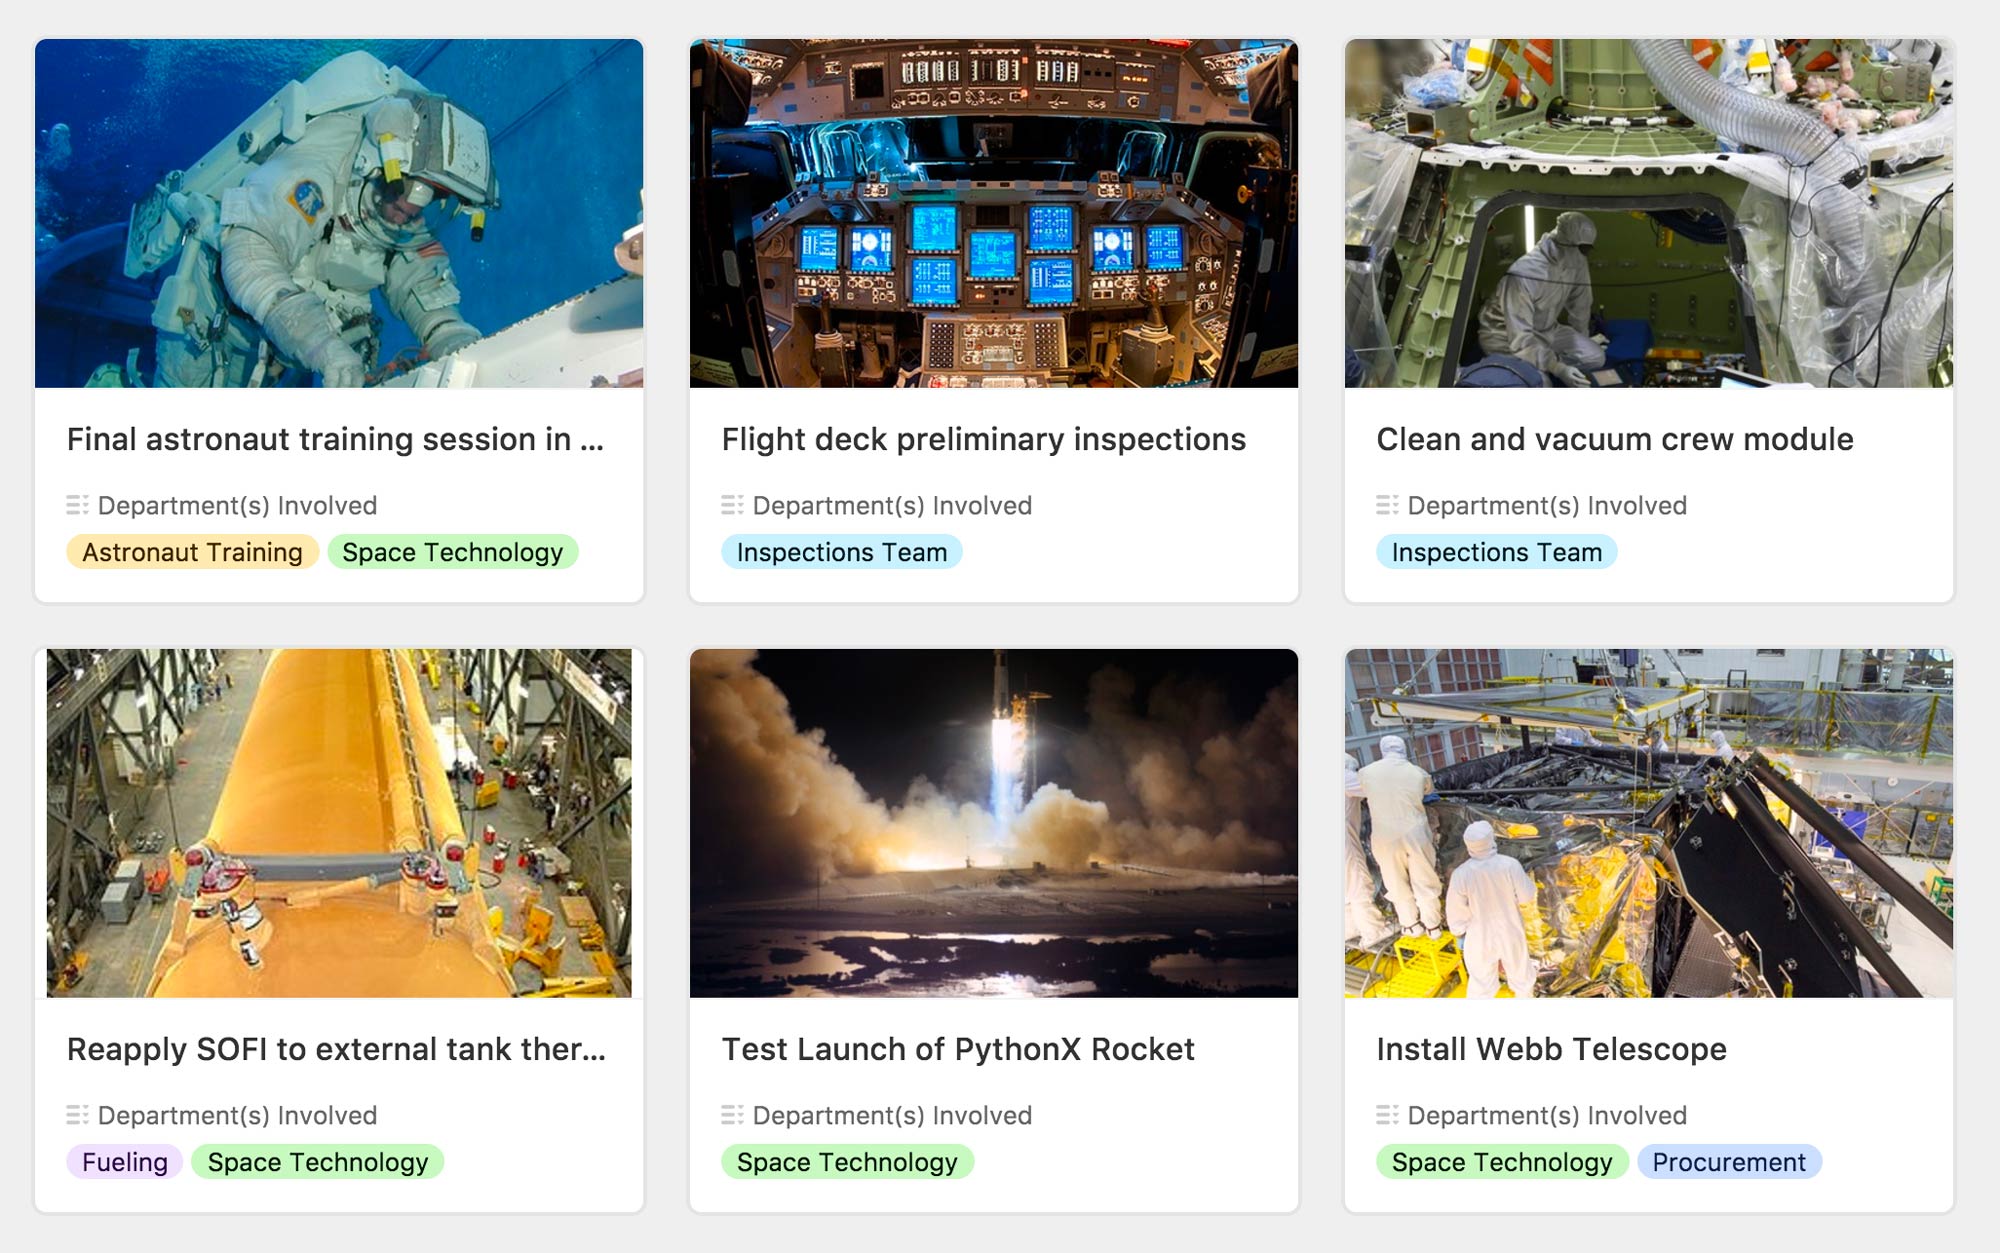 Final astronaut training session in ...
Department(s) Involved
Astronaut Training Space Technology
Flight deck preliminary inspections
Department(s) Involved
Inspections Team
Clean and vacuum crew module
Department(s) Involved
Inspections Team
Reapply SOFI to external tank ther...
Department(s) Involved
Fueling Space Technology
Test Launch of PythonX Rocket
Department(s) Involved
Space Technology
Install Webb Telescope
Department(s) Involved
Space Technology Procurement